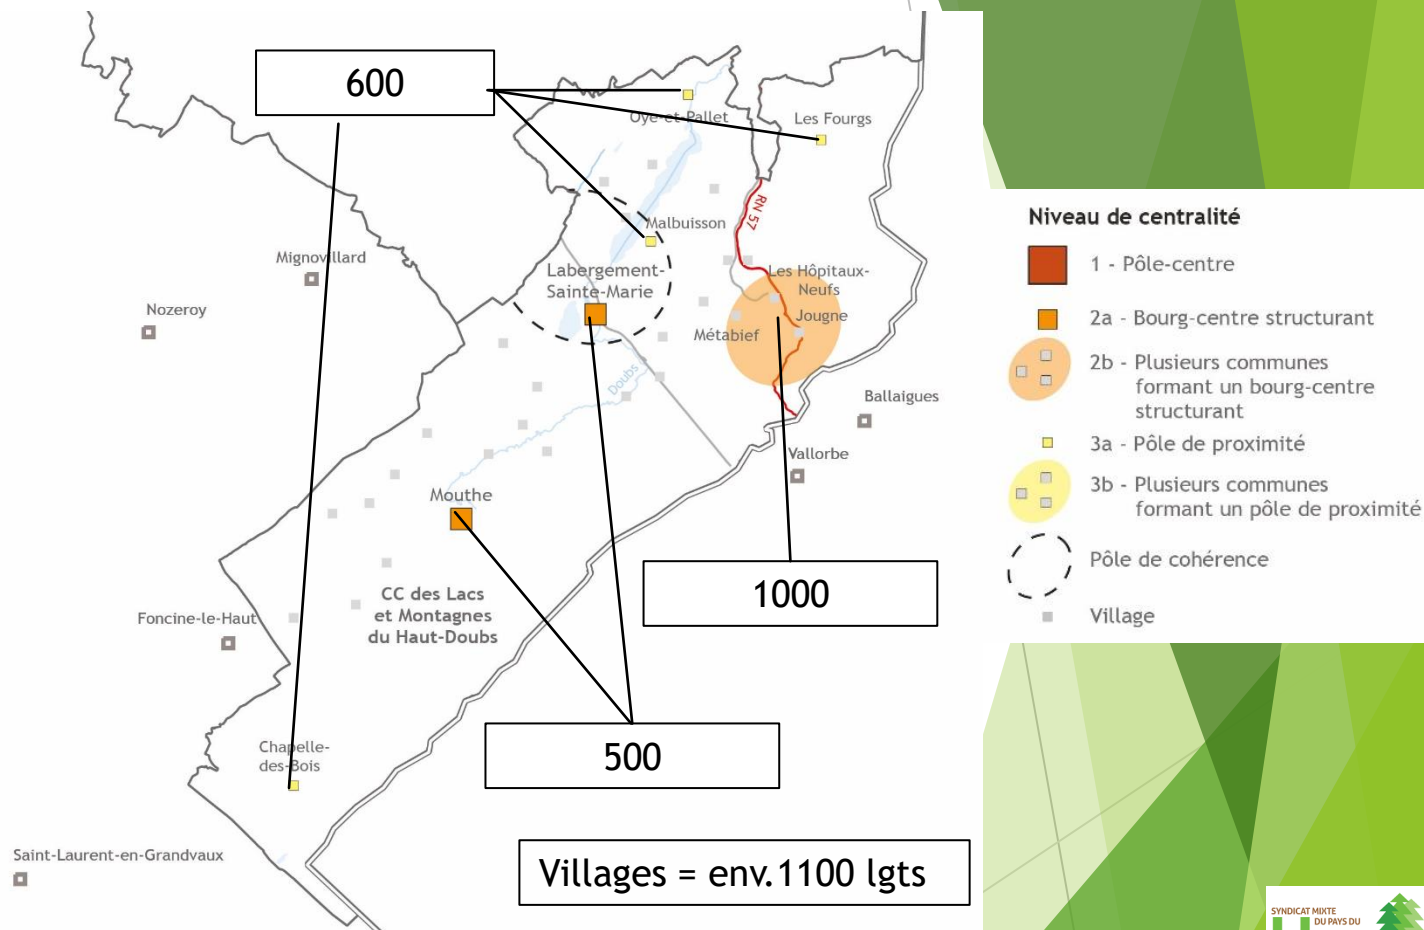 600
Oye-et-Pallet
Les Fourgs
RN 57
Malbuisson
Mignovillard
Labergement-
Sainte-Marie
Les Hôpitaux-
Neufs
Nozeroy
Jougne
Métabief
Doubs
Ballaigues
Vallorbe
Mouthe
1000
CC des Lacs
et Montagnes
du Haut-Doubs
Foncine-le-Haut
500
Chapelle-
des-Bois
Saint-Laurent-en-Grandvaux
Villages = env.1100 lgts
Niveau de centralité
1 - Pôle-centre
2a - Bourg-centre structurant
2b - Plusieurs communes
formant un bourg-centre
structurant
3a - Pôle de proximité
3b - Plusieurs communes
formant un pôle de proximité
Pôle de cohérence
Village
SYNDICAT MIXTE
DU PAYS DU